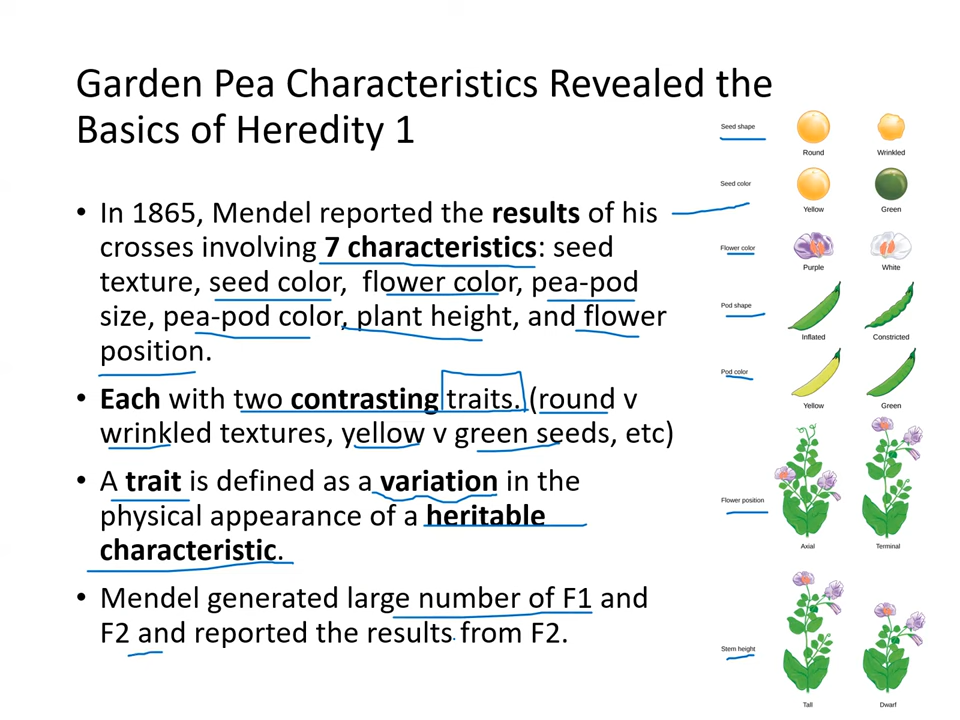 Garden Pea Characteristics Revealed the
Basics of Heredity 1
• In 1865, Mendel reported the results of his
crosses involving 7 characteristics: seed
texture, seed color, flower color, pea-pod
size, pea-pod color, plant height, and flower
position.
• Each with two contrasting traits. (round v
wrinkled textures, yellow v green seeds, etc)
• A trait is defined as a variation in the
physical appearance of a heritable
characteristic.
• Mendel generated large number of F1 and
F2 and reported the results from F2.
Seed shape
Round Wrinkled
Seed color
Yellow Green
Flower color
Purple White
Pod shape
Inflated Constricted
Pod color
Yellow Green
Flower position
Axial Terminal
Stem height
Tall Dwarf